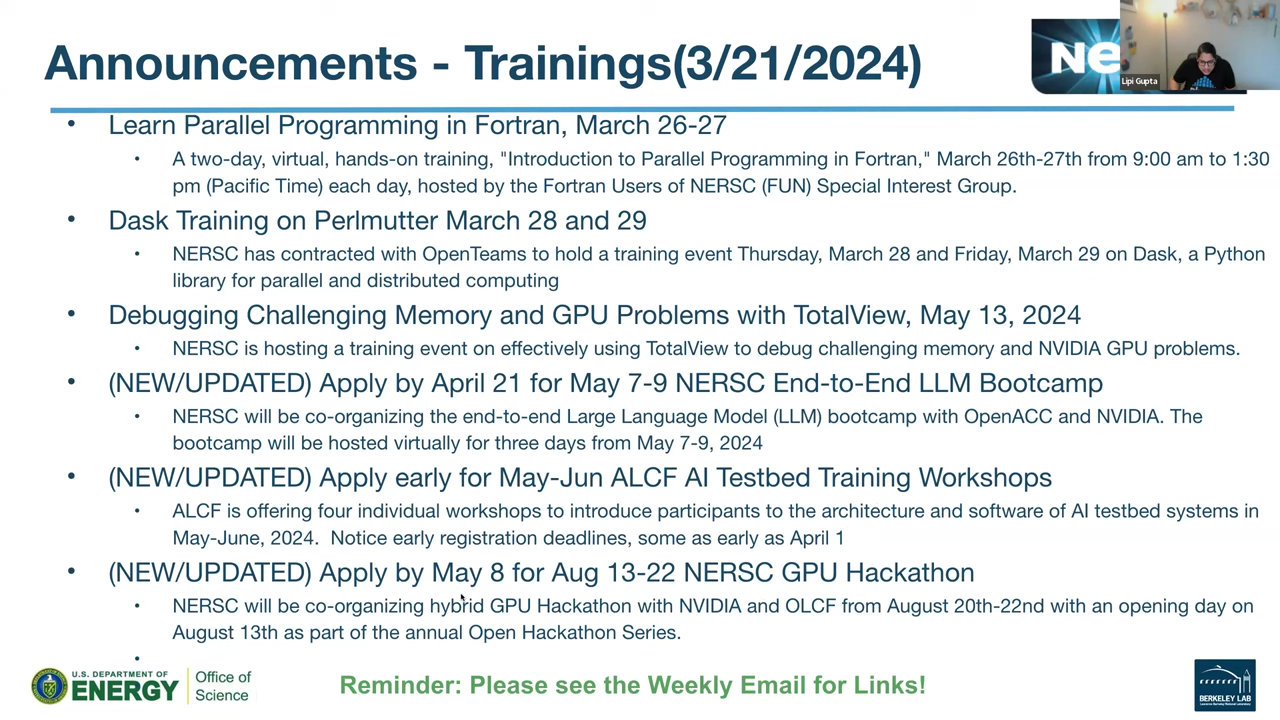 Announcements - Trainings(3/21/2024)
Ne
Lipi Gupta
• Learn Parallel Programming in Fortran, March 26-27
• A two-day, virtual, hands-on training, "Introduction to Parallel Programming in Fortran," March 26th-27th from 9:00 am to 1:30
pm (Pacific Time) each day, hosted by the Fortran Users of NERSC (FUN) Special Interest Group.
• Dask Training on Perlmutter March 28 and 29
• NERSC has contracted with OpenTeams to hold a training event Thursday, March 28 and Friday, March 29 on Dask, a Python
library for parallel and distributed computing
• Debugging Challenging Memory and GPU Problems with TotalView, May 13, 2024
• NERSC is hosting a training event on effectively using TotalView to debug challenging memory and NVIDIA GPU problems.
• (NEW/UPDATED) Apply by April 21 for May 7-9 NERSC End-to-End LLM Bootcamp
• NERSC will be co-organizing the end-to-end Large Language Model (LLM) bootcamp with OpenACC and NVIDIA. The
bootcamp will be hosted virtually for three days from May 7-9, 2024
• (NEW/UPDATED) Apply early for May-Jun ALCF AI Testbed Training Workshops
• ALCF is offering four individual workshops to introduce participants to the architecture and software of AI testbed systems in
May-June, 2024. Notice early registration deadlines, some as early as April 1
• (NEW/UPDATED) Apply by May 8 for Aug 13-22 NERSC GPU Hackathon
• NERSC will be co-organizing hybrid GPU Hackathon with NVIDIA and OLCF from August 20th-22nd with an opening day on
August 13th as part of the annual Open Hackathon Series.
•
U.S. DEPARTMENT OF
ENERGY
Office of
Science
Reminder: Please see the Weekly Email for Links!
BERKELEY LAB